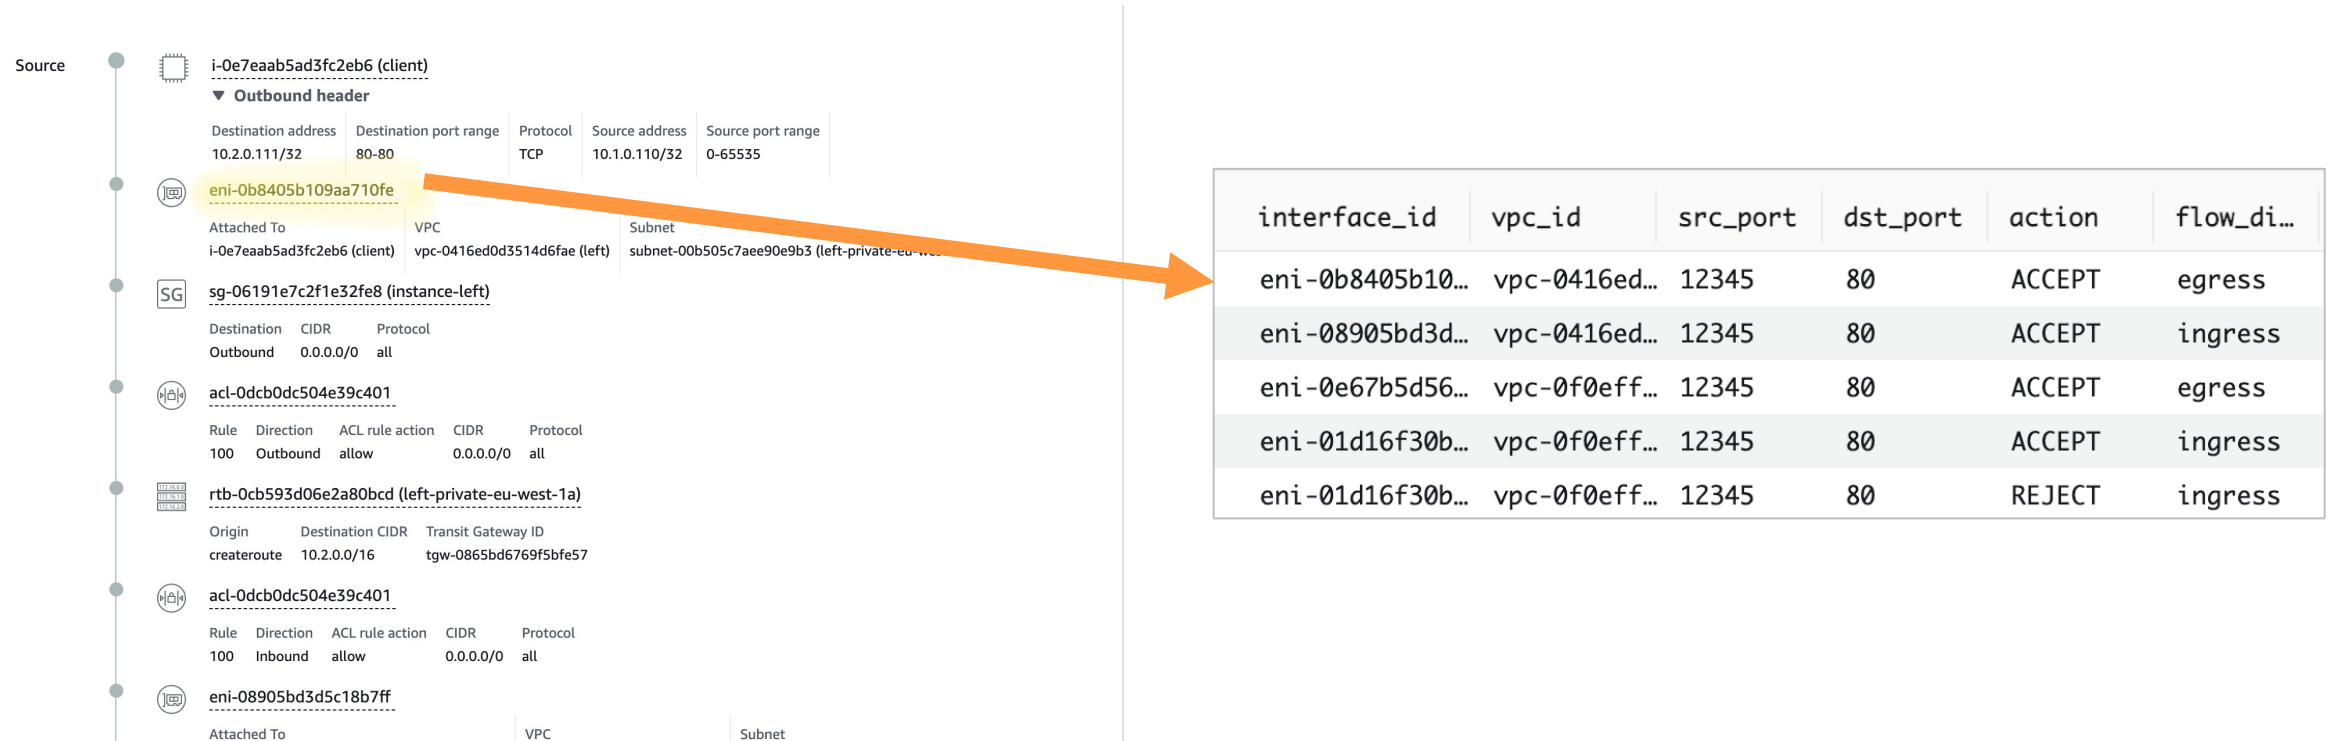 Source
i-0e7eaab5ad3fc2eb6 (client)
▼ Outbound header
Destination address Destination port range Protocol Source address Source port range
10.2.0.111/32 80-80 TCP 10.1.0.110/32 0-65535
eni-0b8405b109aa710fe
Attached To VPC Subnet
i-0e7eaab5ad3fc2eb6 (client) vpc-0416ed0d3514d6fae (left) subnet-00b505c7aee90e9b3
SG sg-06191e7c2f1e32fe8 (instance-left)
Destination CIDR Protocol
Outbound 0.0.0.0/0 all
acl-0dcb0dc504e39c401
Rule Direction ACL rule action CIDR Protocol
100 Outbound allow 0.0.0.0/0 all
rtb-0cb593d06e2a80bcd (left-private-eu-west-1a)
Origin Destination CIDR Transit Gateway ID
createroute 10.2.0.0/16 tgw-0865bd6769f5bfe57
acl-0dcb0dc504e39c401
Rule Direction ACL rule action CIDR Protocol
100 Inbound allow 0.0.0.0/0 all
eni-08905bd3d5c18b7ff
Attached To VPC Subnet
interface_id vpc_id src_port dst_port action flow_di…
eni-0b8405b10… vpc-0416ed… 12345 80 ACCEPT egress
eni-08905bd3d… vpc-0416ed… 12345 80 ACCEPT ingress
eni-0e67b5d56… vpc-0f0eff… 12345 80 ACCEPT egress
eni-01d16f30b… vpc-0f0eff… 12345 80 ACCEPT ingress
eni-01d16f30b… vpc-0f0eff… 12345 80 REJECT ingress